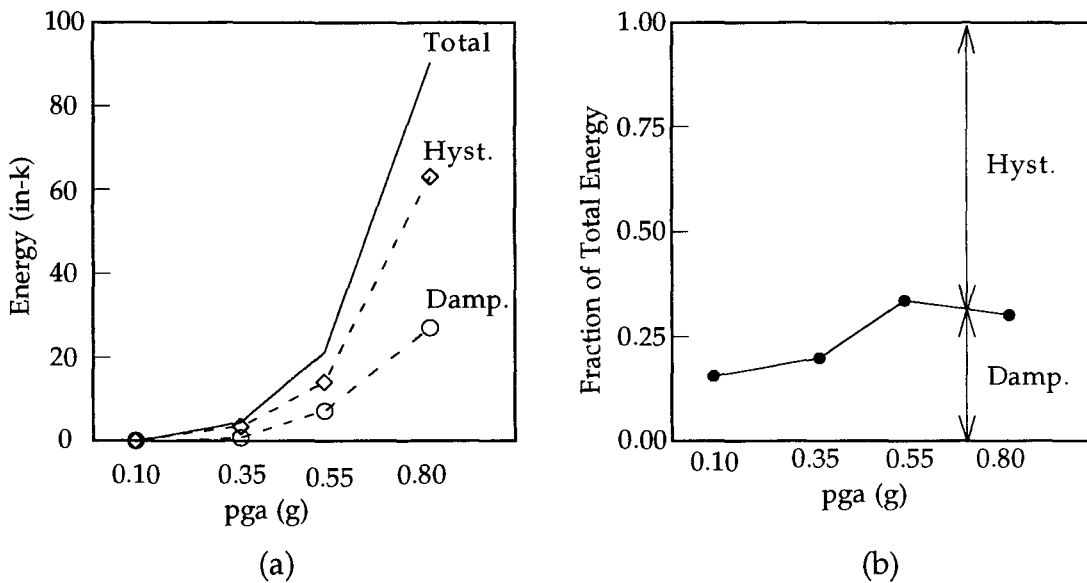 100
80
60
40
20
0
Energy (in-k)
Total
Hyst.
Damp.
0.10 0.35 0.55 0.80
pga (g)
(a)
1.00
0.75
0.50
0.25
0.00
Fraction of Total Energy
Hyst.
Damp.
0.10 0.35 0.55 0.80
pga (g)
(b)